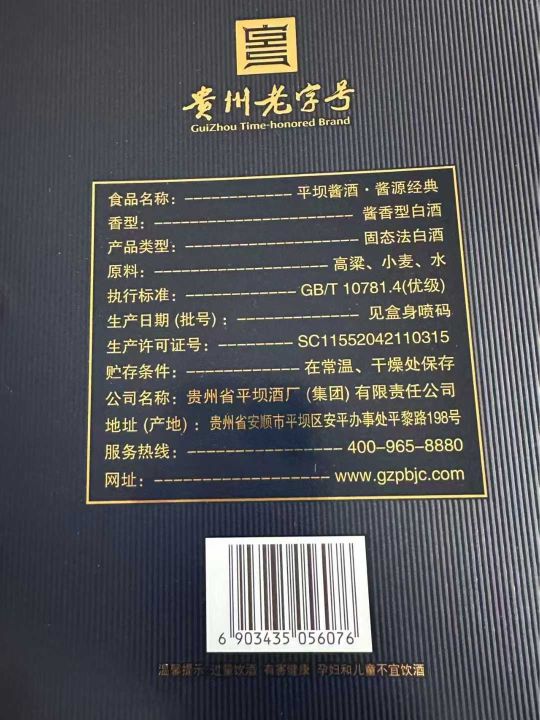 贵州老字号
GuiZhou Time-honored Brand
食品名称：------------ 平坝酱酒·酱源经典
香型：-------------------- 酱香型白酒
产品类型：------------------ 固态法白酒
原料：------------------ 高粱、小麦、水
执行标准：------------ GB/T 10781.4(优级)
生产日期 (批号)：-------------- 见盒身喷码
生产许可证号：-------- SC11552042110315
贮存条件：------------ 在常温、干燥处保存
公司名称：贵州省平坝酒厂 (集团) 有限责任公司
地址 (产地)：贵州省安顺市平坝区安平办事处平黎路198号
服务热线：------------------ 400-965-8880
网址：-------------------- www.gzpbjc.com
6 903435 056076
温馨提示 过量饮酒 有害健康 孕妇和儿童不宜饮酒